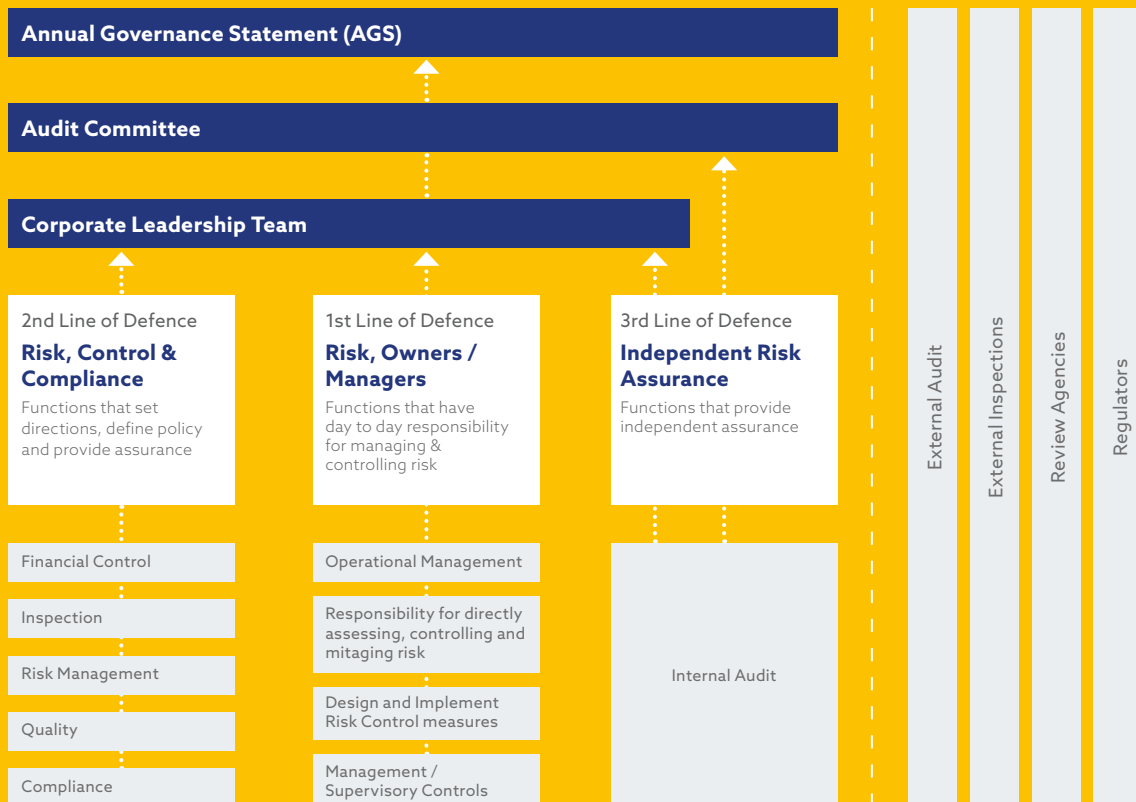 Annual Governance Statement (AGS)
Audit Committee
Corporate Leadership Team
2nd Line of Defence
Risk, Control &
Compliance
Functions that set
directions, define policy
and provide assurance
Financial Control
Inspection
Risk Management
Quality
Compliance
1st Line of Defence
Risk, Owners /
Managers
Functions that have
day to day responsibility
for managing &
controlling risk
Operational Management
Responsibility for directly
assessing, controlling and
mitaging risk
Design and Implement
Risk Control measures
Management /
Supervisory Controls
3rd Line of Defence
Independent Risk
Assurance
Functions that provide
independent assurance
Internal Audit
External Audit
External Inspections
Review Agencies
Regulators